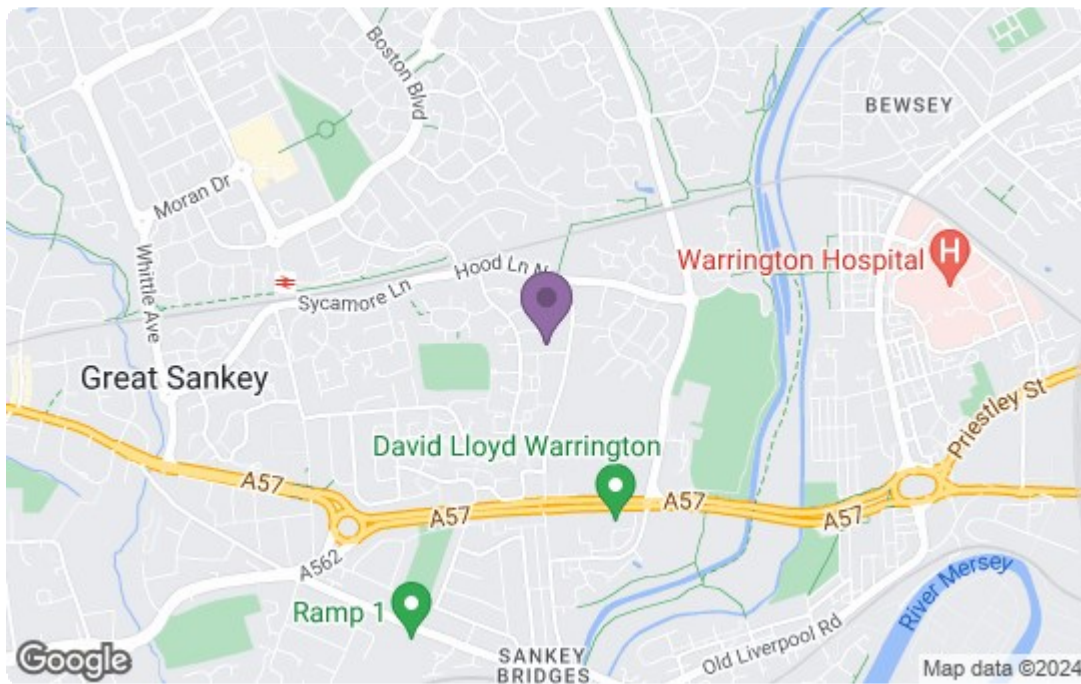 Boston Blvd
BEWSEY
Moran Dr
Whittle Ave
Hood Ln N
Warrington Hospital
H
Sycamore Ln
Great Sankey
Priestley St
David Lloyd Warrington
A57
A57
A57
A57
A562
Ramp 1
River Mersey
Old Liverpool Rd
SANKEY
BRIDGES
Google
Map data ©2024